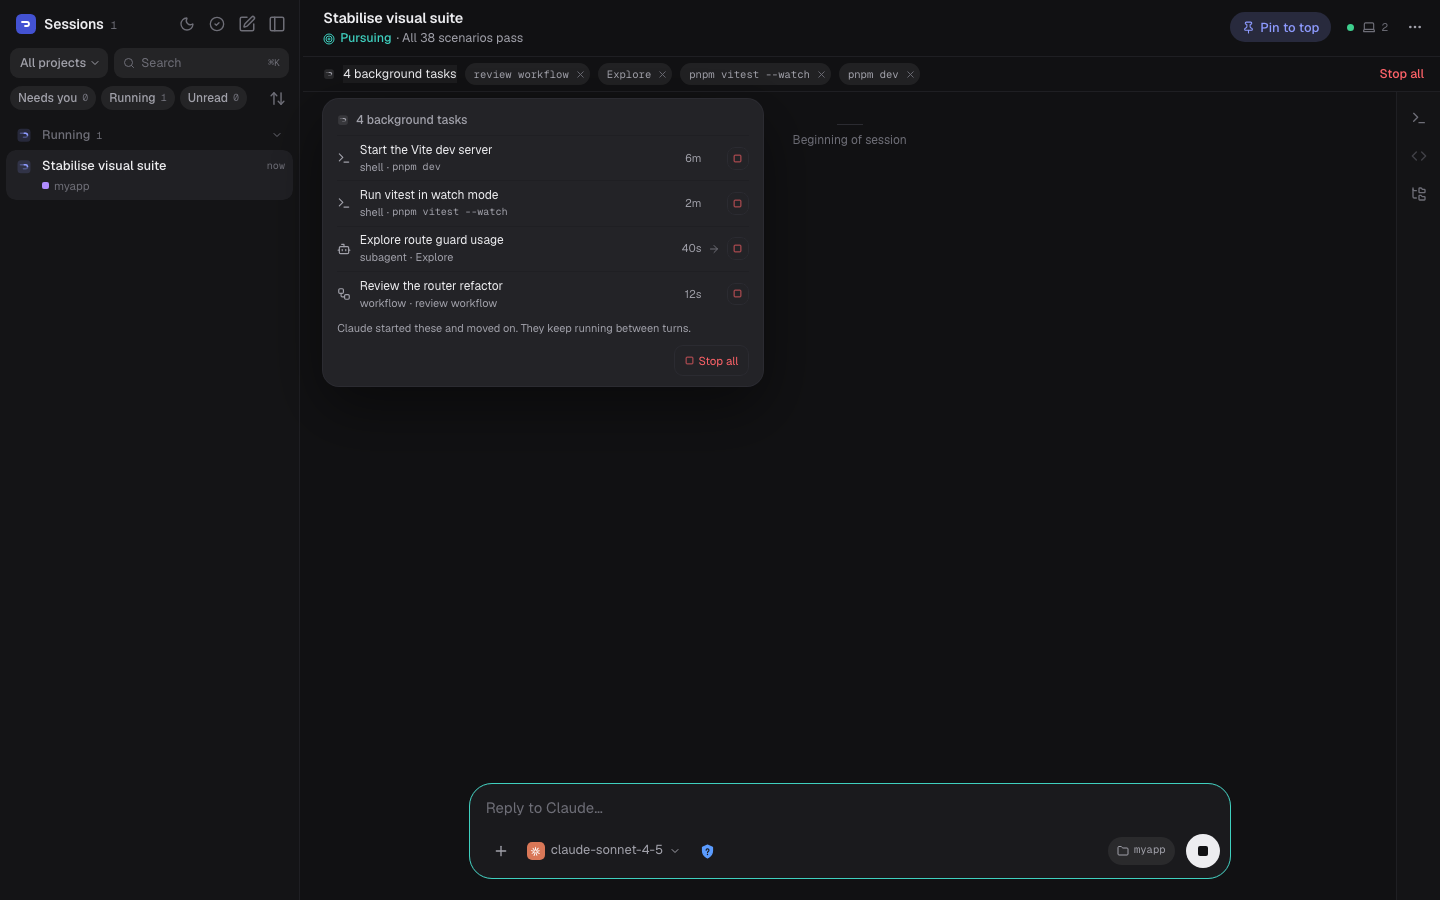 Sessions 1
All projects
Search ⌘K
Needs you 0
Running 1
Unread 0
Running 1
Stabilise visual suite now
myapp
Stabilise visual suite
Pursuing · All 38 scenarios pass
Pin to top
2
4 background tasks
review workflow
Explore
pnpm vitest --watch
pnpm dev
Stop all
4 background tasks
Start the Vite dev server
shell · pnpm dev
6m
Run vitest in watch mode
shell · pnpm vitest --watch
2m
Explore route guard usage
subagent · Explore
40s
Review the router refactor
workflow · review workflow
12s
Claude started these and moved on. They keep running between turns.
Stop all
Beginning of session
Reply to Claude…
claude-sonnet-4-5
myapp